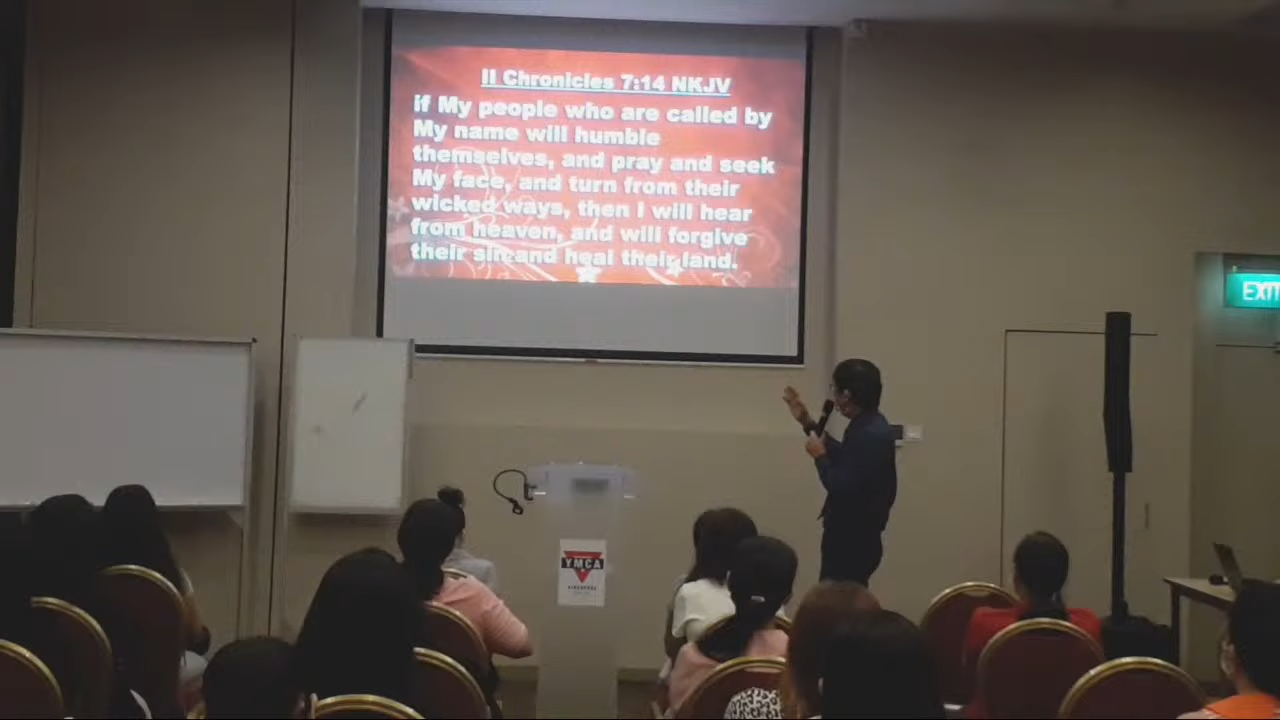 II Chronicles 7:14 NKJV
if My people who are called by
My name will humble
themselves, and pray and seek
My face, and turn from their
wicked ways, then I will hear
from heaven, and will forgive
their sin and heal their land.
EXIT
YMCA